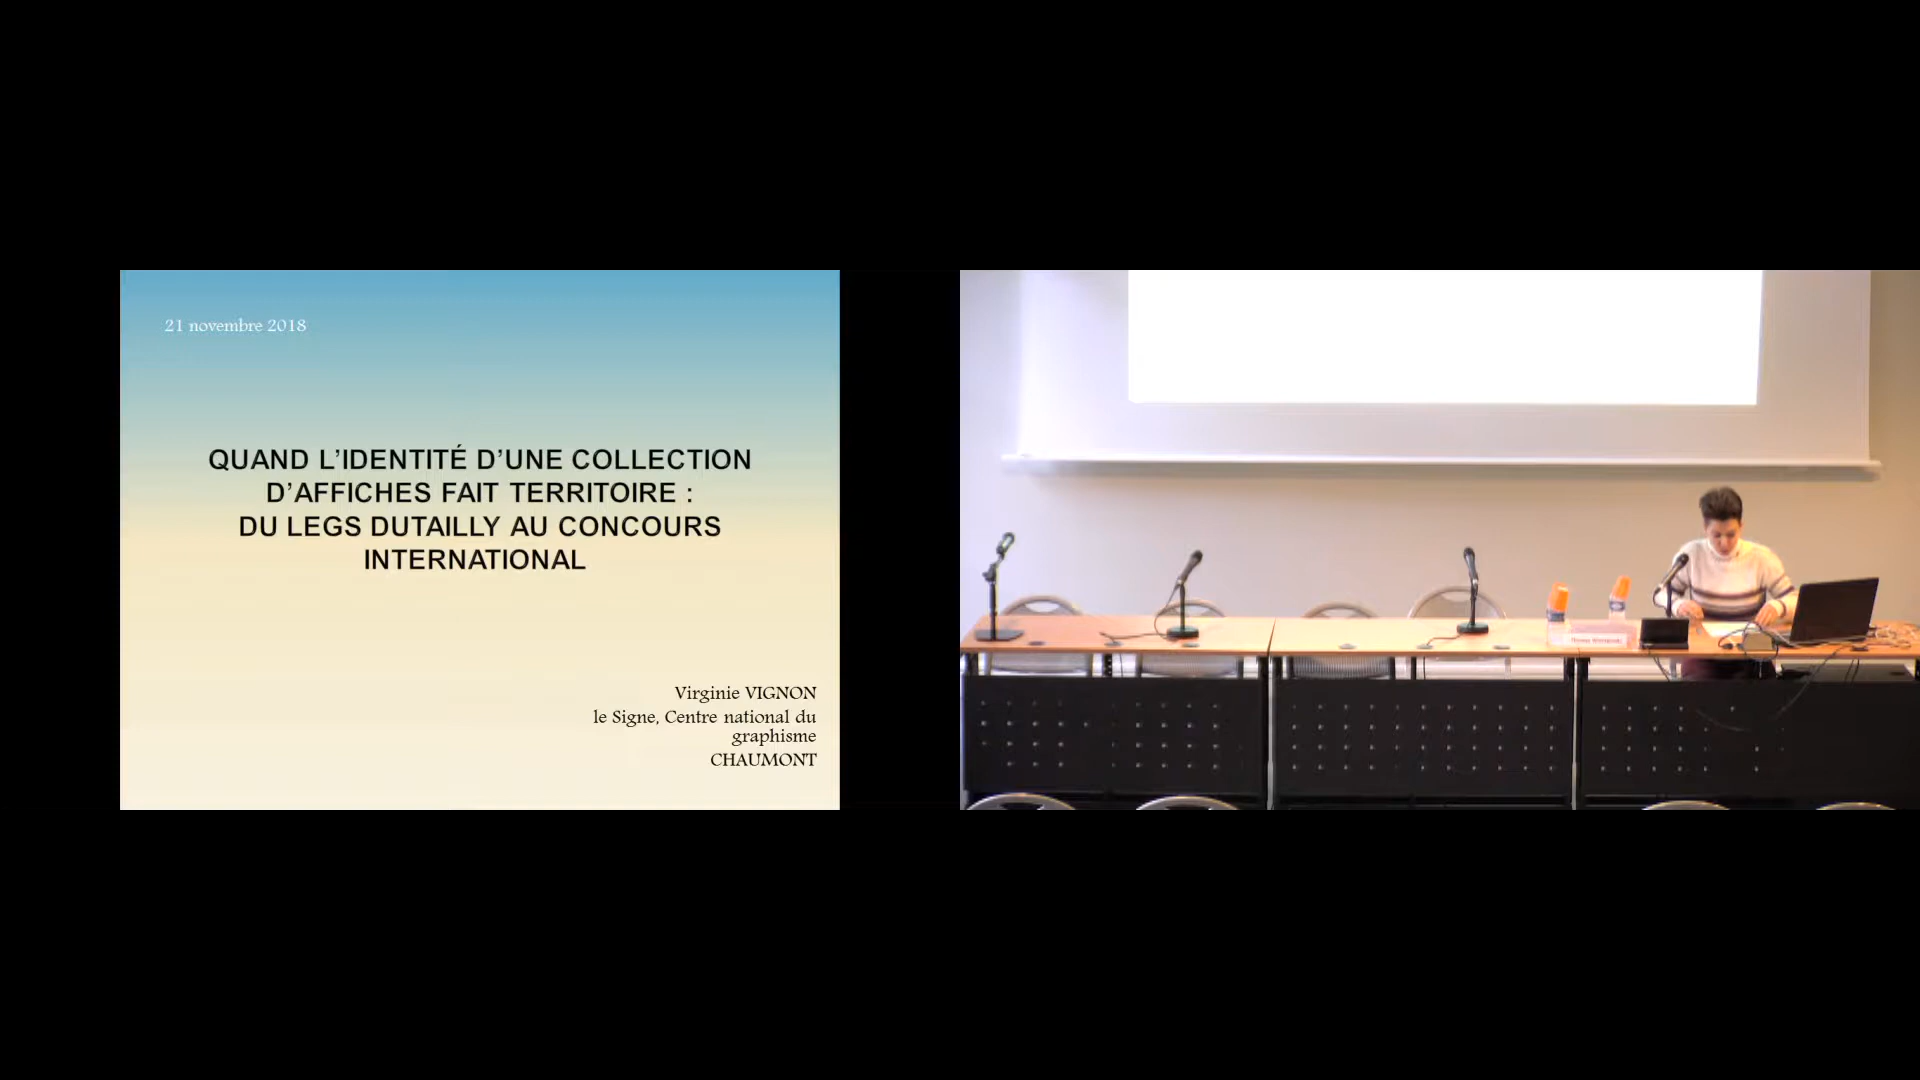 21 novembre 2018
QUAND L’IDENTITÉ D’UNE COLLECTION
D’AFFICHES FAIT TERRITOIRE :
DU LEGS DUTAILLY AU CONCOURS
INTERNATIONAL
Virginie VIGNON
le Signe, Centre national du
graphisme
CHAUMONT